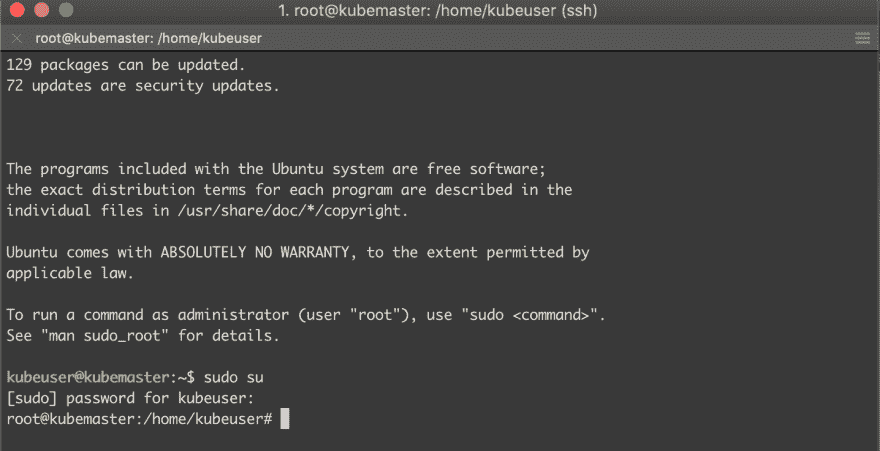 1. root@kubemaster: /home/kubeuser (ssh)
root@kubemaster: /home/kubeuser
129 packages can be updated.
72 updates are security updates.
The programs included with the Ubuntu system are free software;
the exact distribution terms for each program are described in the
individual files in /usr/share/doc/*/copyright.
Ubuntu comes with ABSOLUTELY NO WARRANTY, to the extent permitted by
applicable law.
To run a command as administrator (user "root"), use "sudo <command>".
See "man sudo_root" for details.
kubeuser@kubemaster:~$ sudo su
[sudo] password for kubeuser:
root@kubemaster:/home/kubeuser#